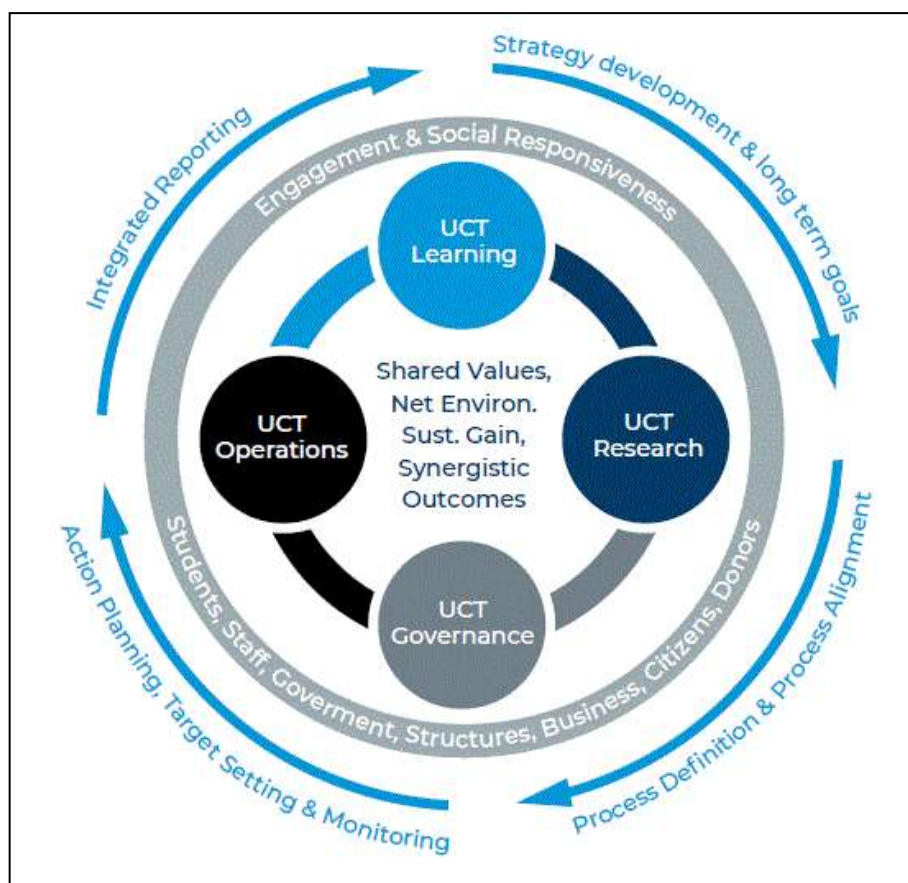 Strategy development & long term goals
Integrated Reporting
Engagement & Social Responsiveness
UCT
Learning
Shared Values,
Net Environ.
Sust. Gain,
Synergistic
Outcomes
UCT
Operations
UCT
Research
UCT
Governance
Students, Staff, Goverment, Structures, Business, Citizens, Donors
Action Planning, Target Setting & Monitoring
Process Definition & Process Alignment